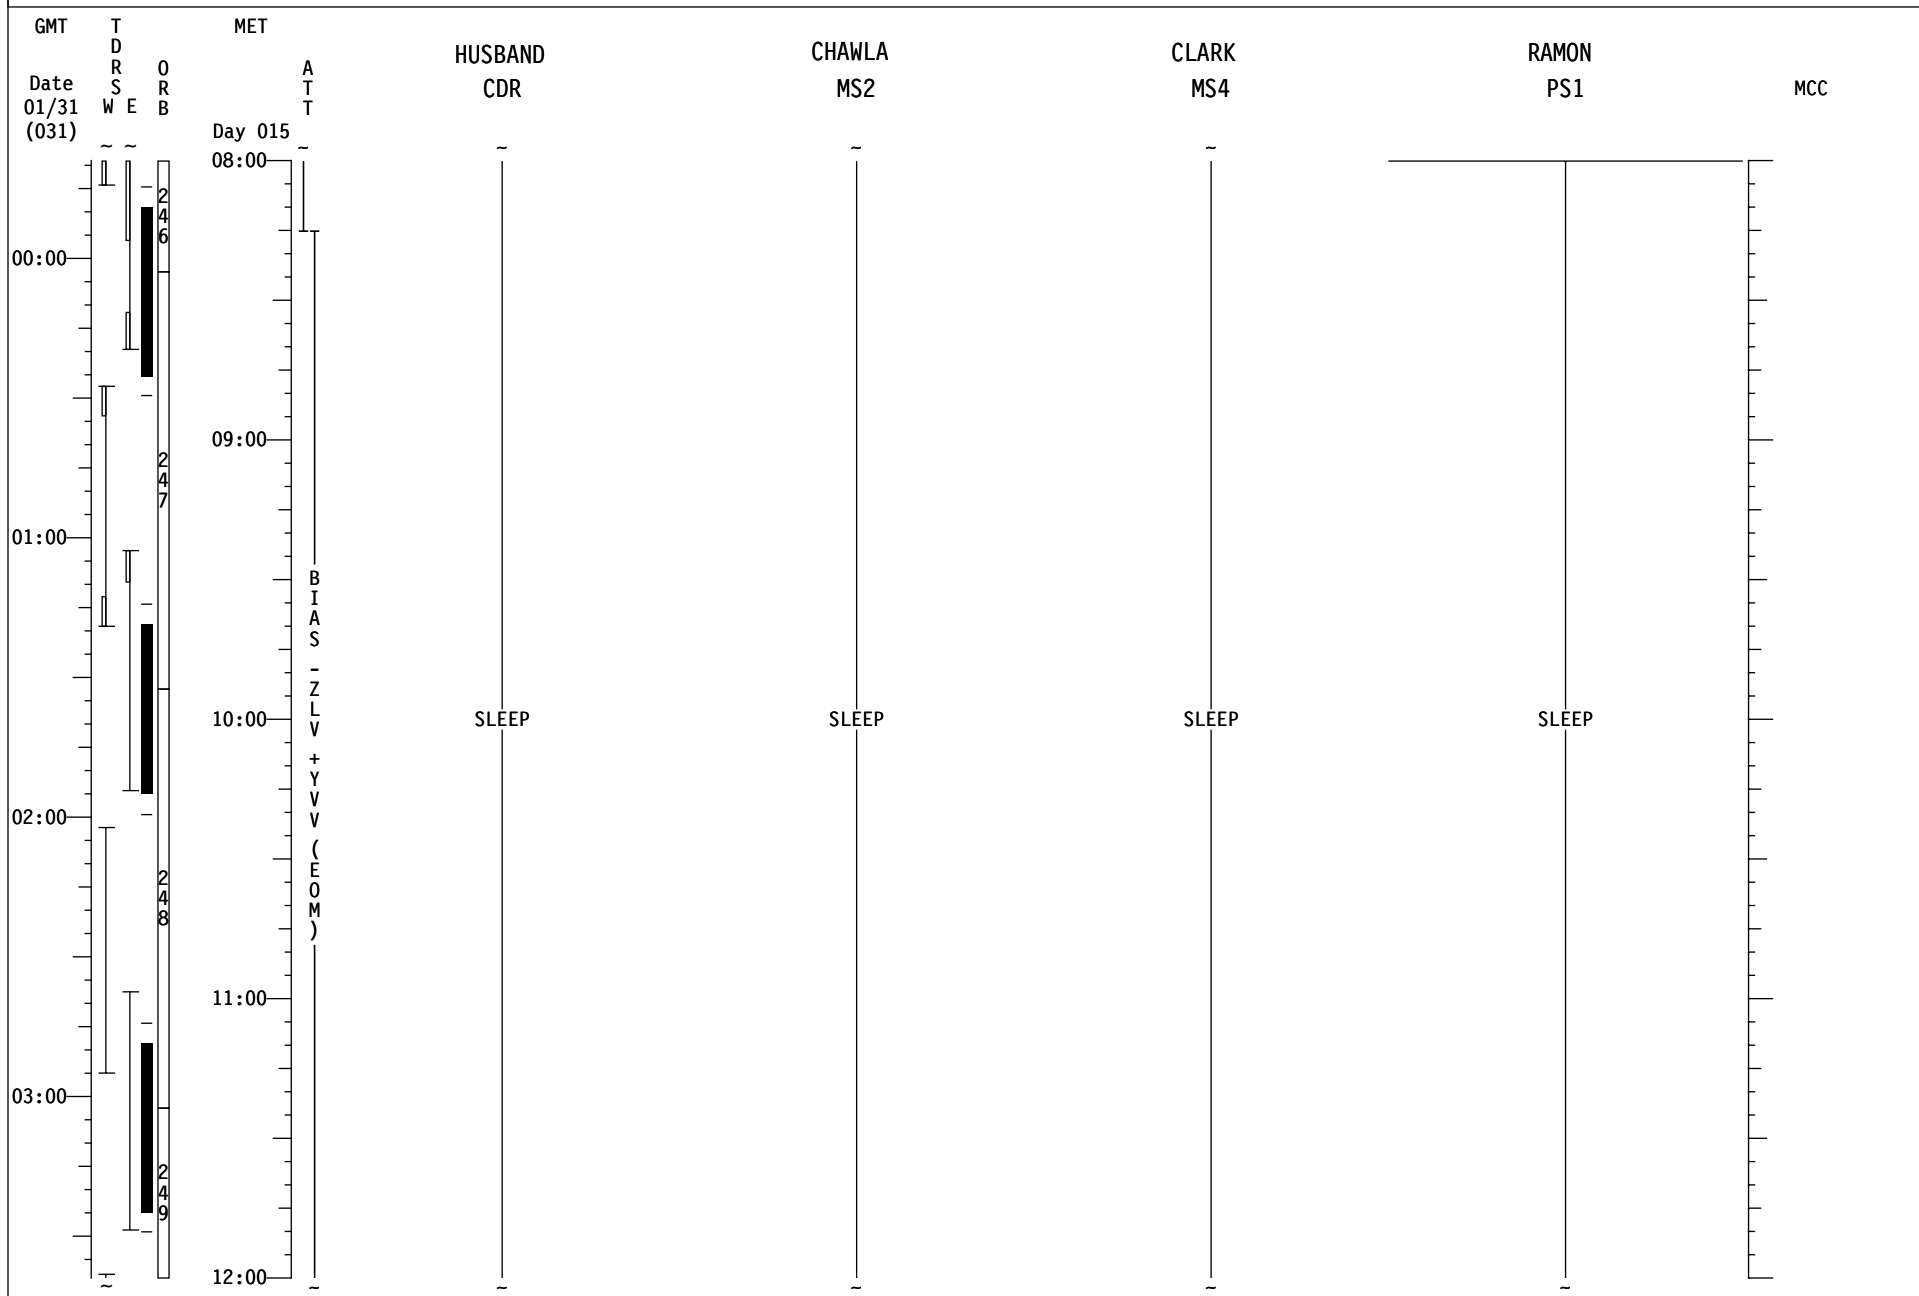 GMT
TDRS
MET
HUSBAND
CHAWLA
CLARK
RAMON
Date
ORB
ATT
CDR
MS2
MS4
PS1
MCC
01/31
W E
(031)
Day 015
~ ~ ~ ~ ~ ~
08:00
246
00:00
09:00
247
01:00
BIAS -ZLV +YVV (EOM)
10:00
SLEEP
SLEEP
SLEEP
SLEEP
02:00
248
11:00
03:00
249
12:00
~ ~ ~ ~ ~ ~